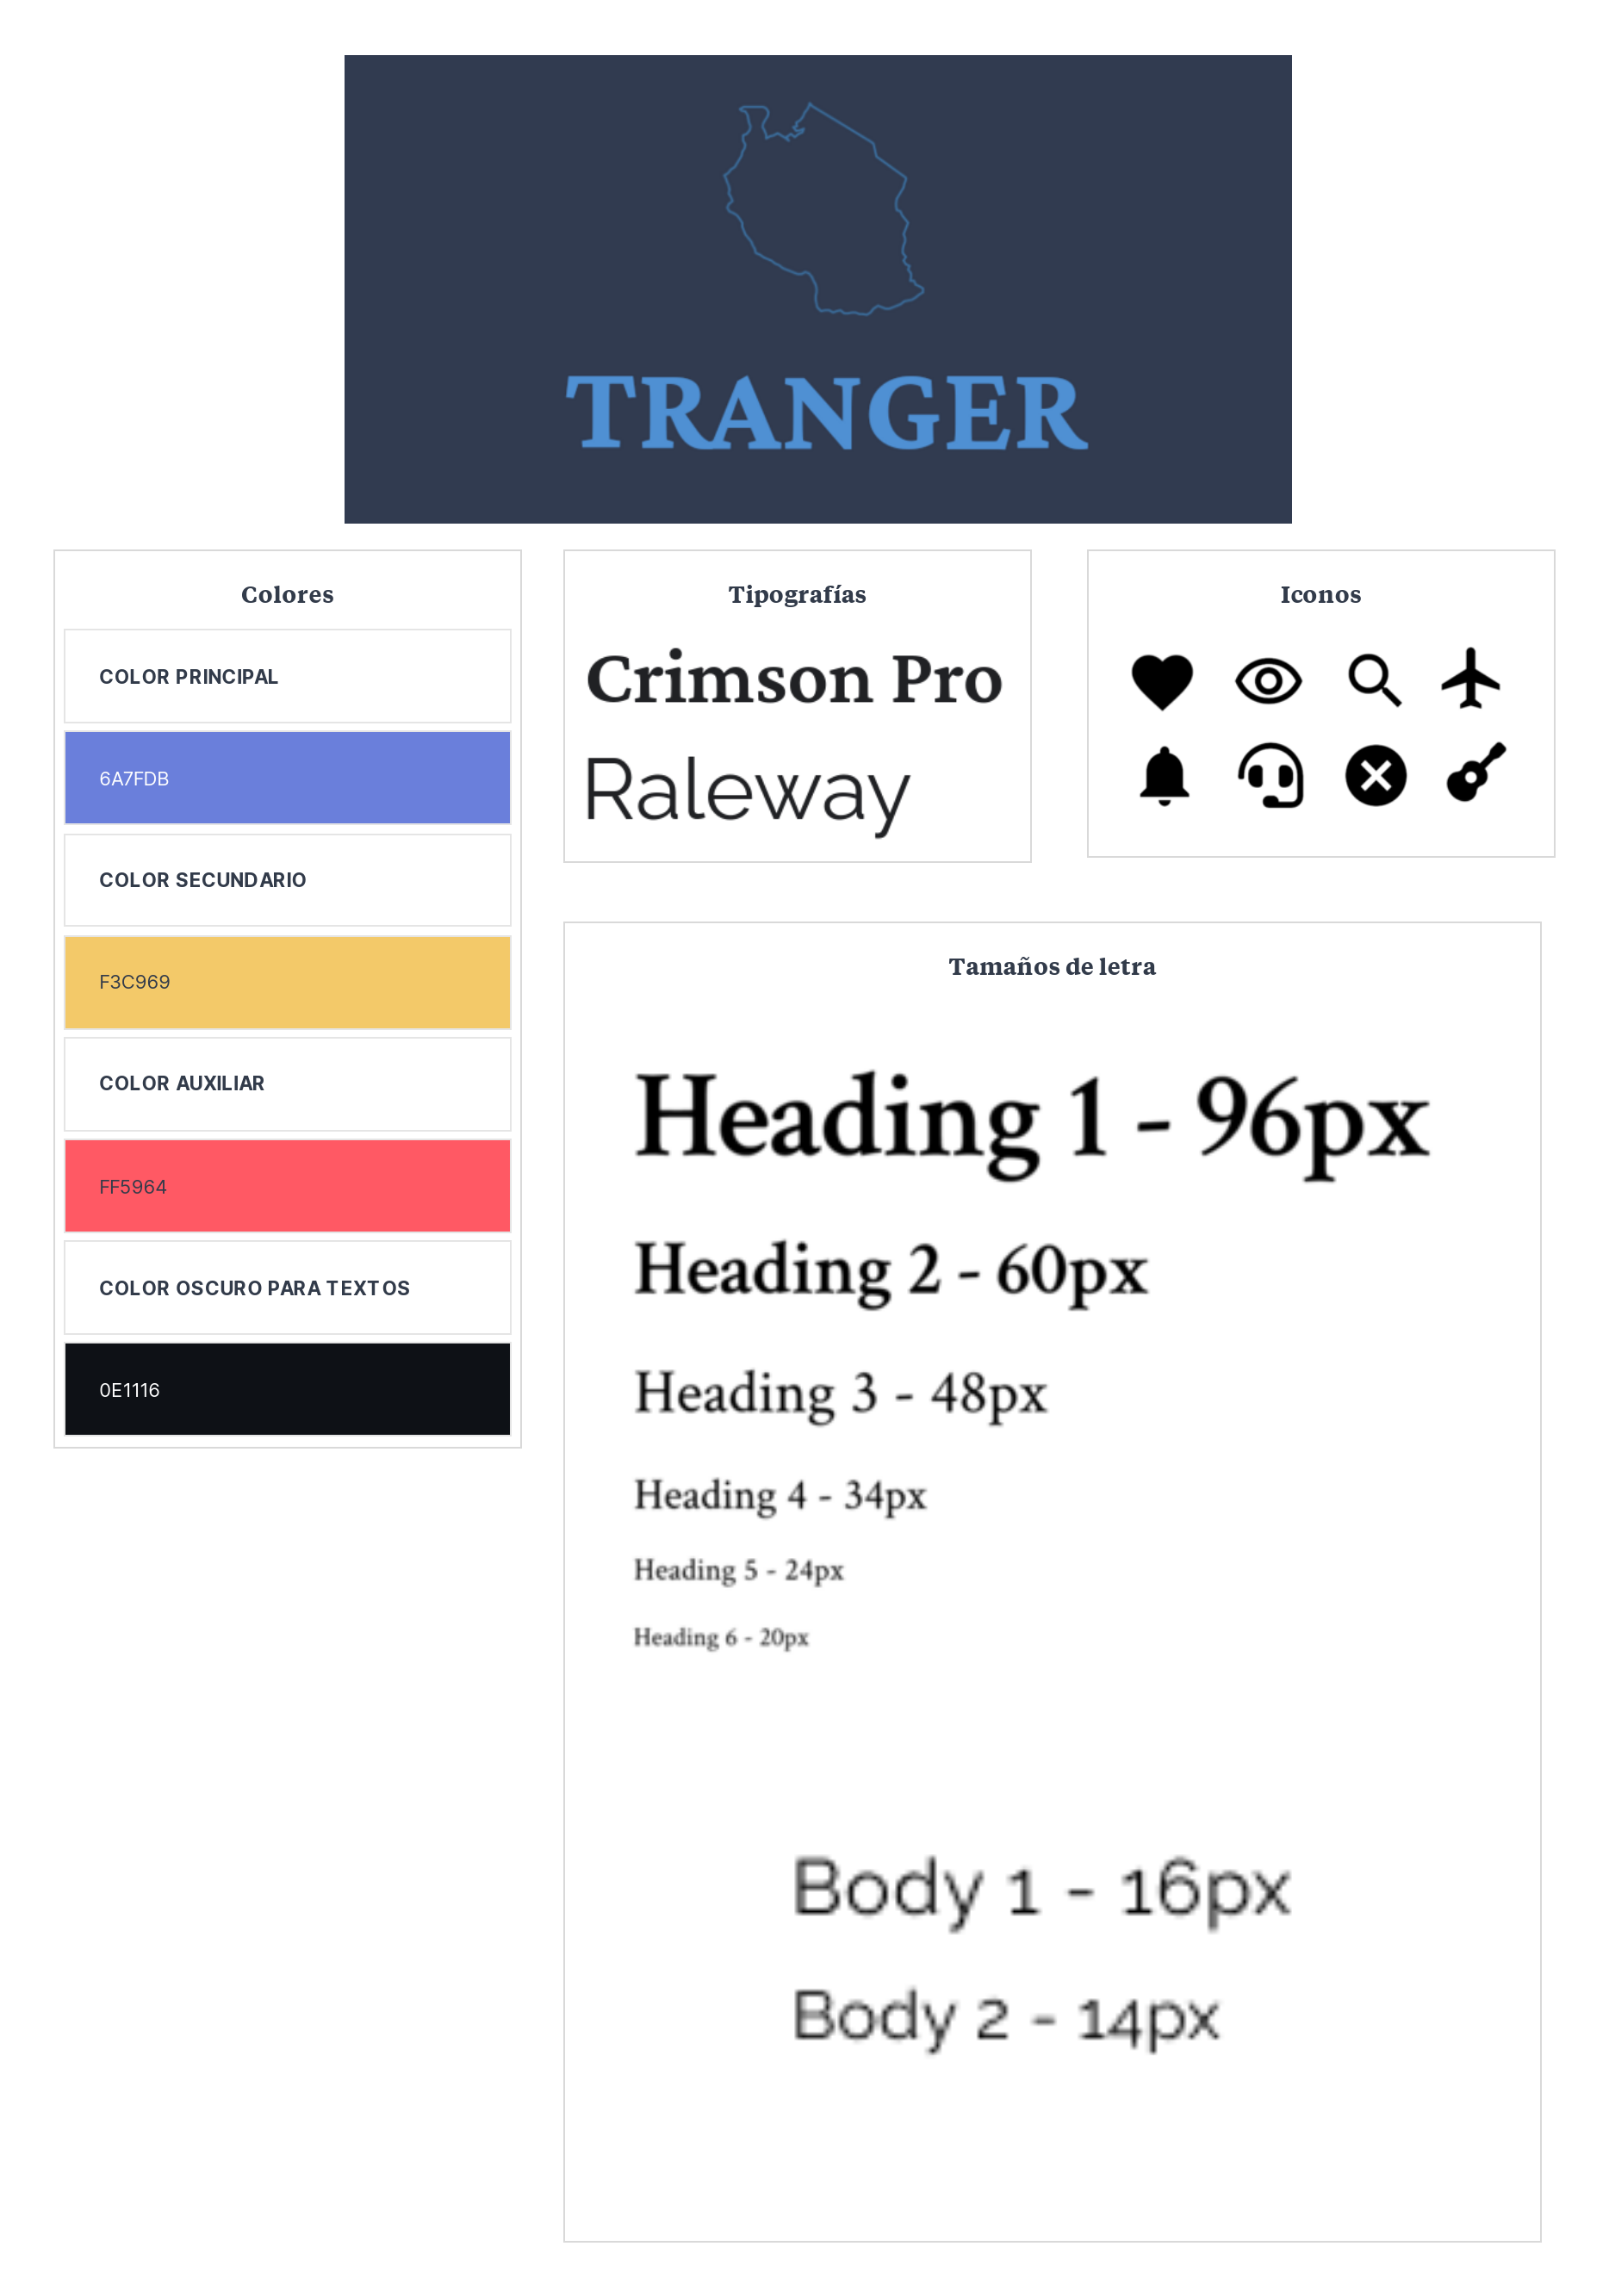 TRANGER
Colores
COLOR PRINCIPAL
6A7FDB
COLOR SECUNDARIO
F3C969
COLOR AUXILIAR
FF5964
COLOR OSCURO PARA TEXTOS
0E1116
Tipografías
Crimson Pro
Raleway
Iconos
Tamaños de letra
Heading 1 - 96px
Heading 2 - 60px
Heading 3 - 48px
Heading 4 - 34px
Heading 5 - 24px
Heading 6 - 20px
Body 1 - 16px
Body 2 - 14px